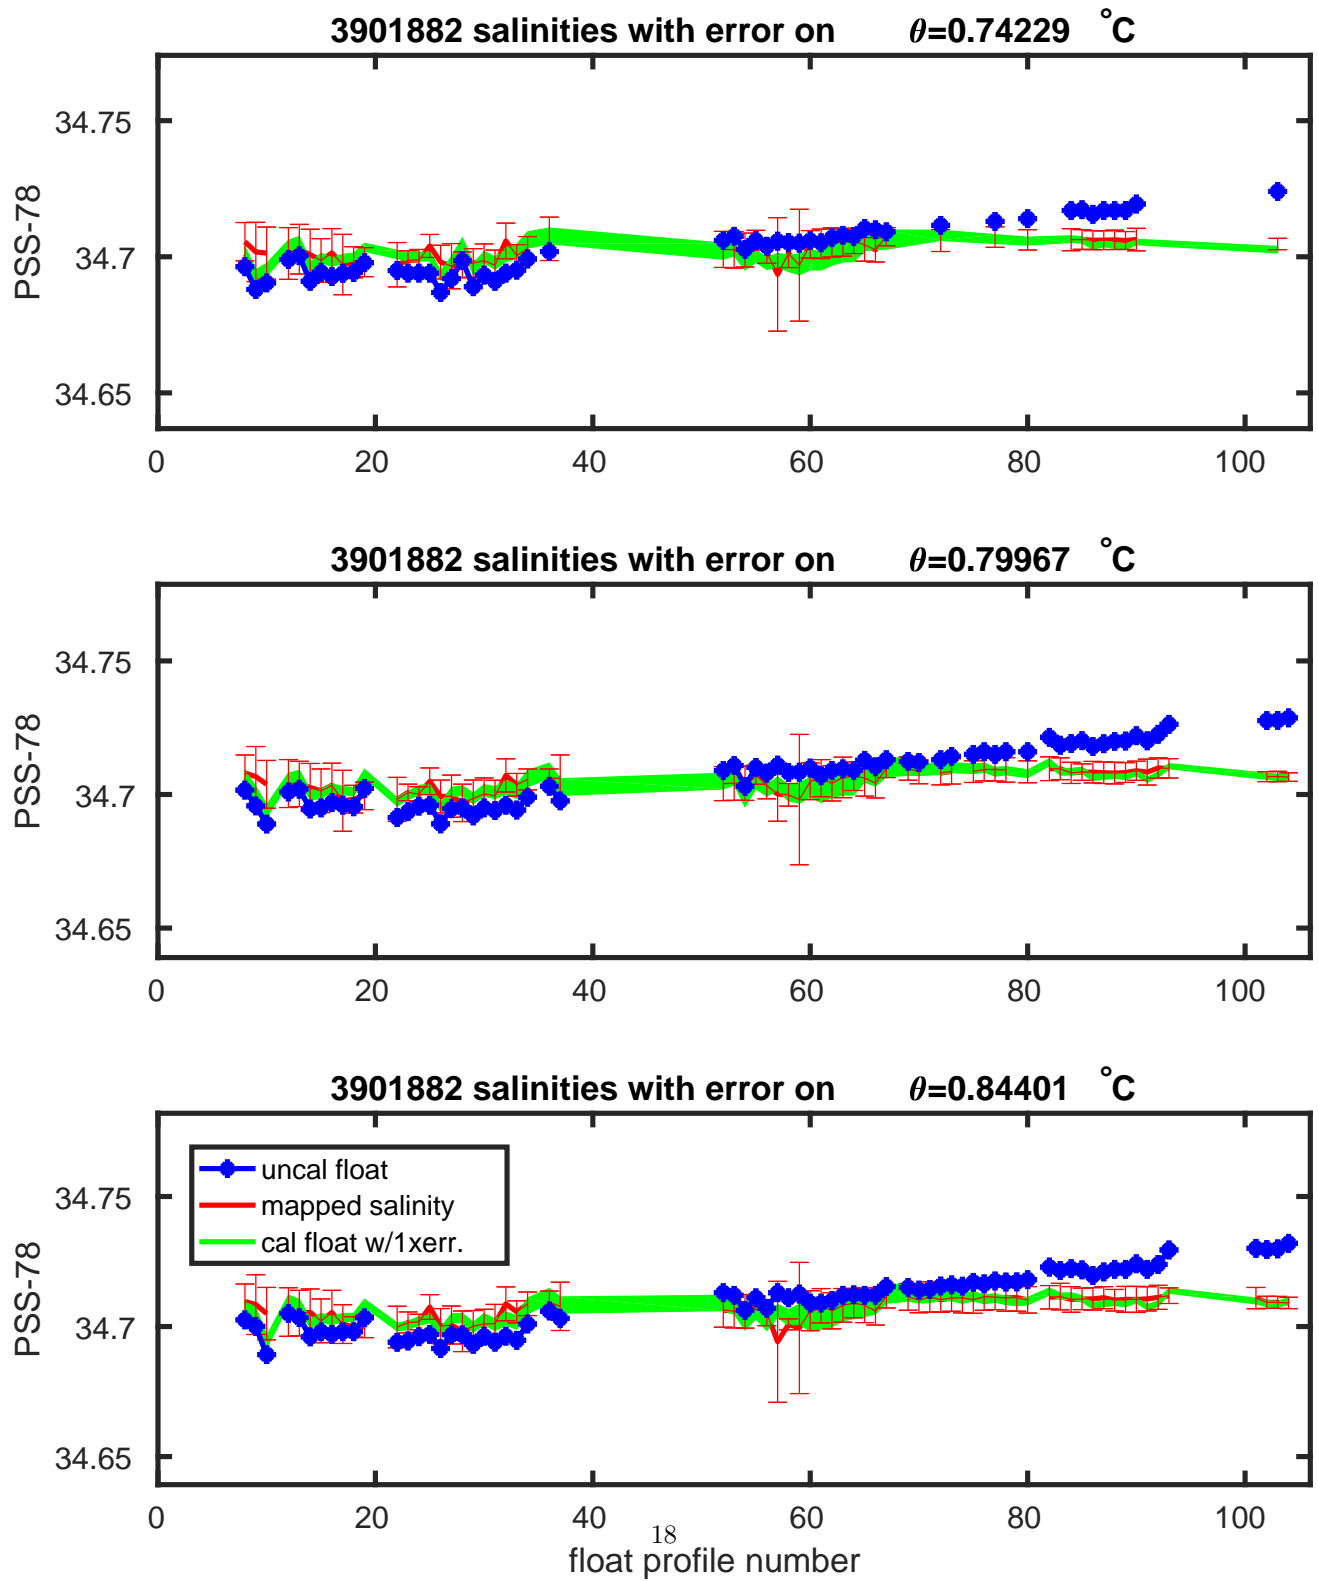 3901882 salinities with error on θ=0.74229 °C
PSS-78
34.75
34.7
34.65
0 20 40 60 80 100
3901882 salinities with error on θ=0.79967 °C
PSS-78
34.75
34.7
34.65
0 20 40 60 80 100
3901882 salinities with error on θ=0.84401 °C
PSS-78
34.75
34.7
34.65
uncal float
mapped salinity
cal float w/1xerr.
0 20 40 60 80 100
18
float profile number